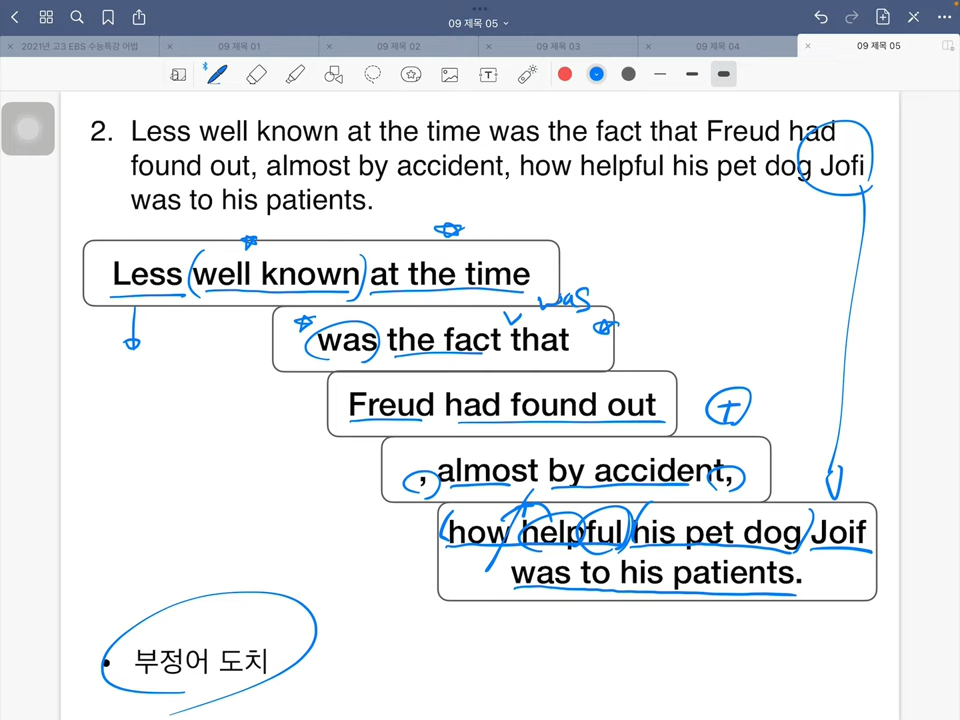 09 제목 05
2021년 고3 EBS 수능특강 어법
09 제목 01
09 제목 02
09 제목 03
09 제목 04
09 제목 05
2. Less well known at the time was the fact that Freud had
found out, almost by accident, how helpful his pet dog Jofi
was to his patients.
Less well known at the time
was
was the fact that
Freud had found out
+
, almost by accident,
how helpful his pet dog Joif
was to his patients.
• 부정어 도치